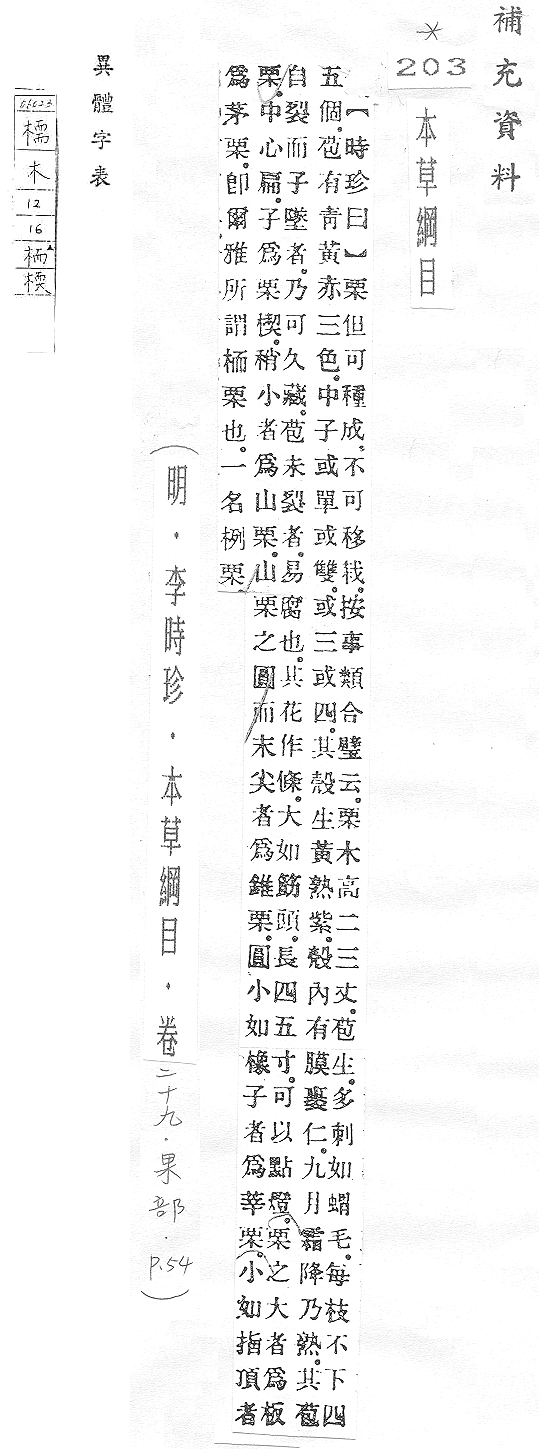 補充資料
＊
203
本草綱目
【時珍曰】栗但可種成，不可移栽。按事類合璧云。栗木高二三丈。苞生。多刺如蝟毛。每枝不下四
五個。苞有青黃赤三色。中子或單或雙。或三或四。其殼生黃熟紫。殼內有膜裹仁。九月霜降乃熟。其苞
自裂而子墜者。乃可久藏。苞未裂者。易腐也。其花作條。大如筋頭。長四五寸。可以點燈。栗之大者爲板
栗。中心扁。子爲栗楔。稍小者爲山栗。山栗之圓而末尖者爲錐栗。圓小如橡子者爲莘栗。小如指頂者
爲茅栗。卽爾雅所謂栭栗也。一名栵栗
（明．李時珍．本草綱目．卷二十九．果部．P.54）
異體字表
檽
木
12
16
栭
檽